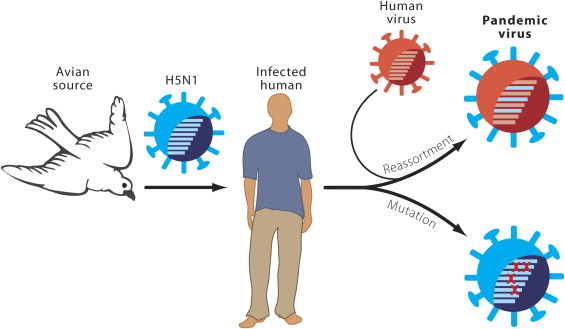 Avian
source
H5N1
Infected
human
Human
virus
Pandemic
virus
Reassortment
Mutation